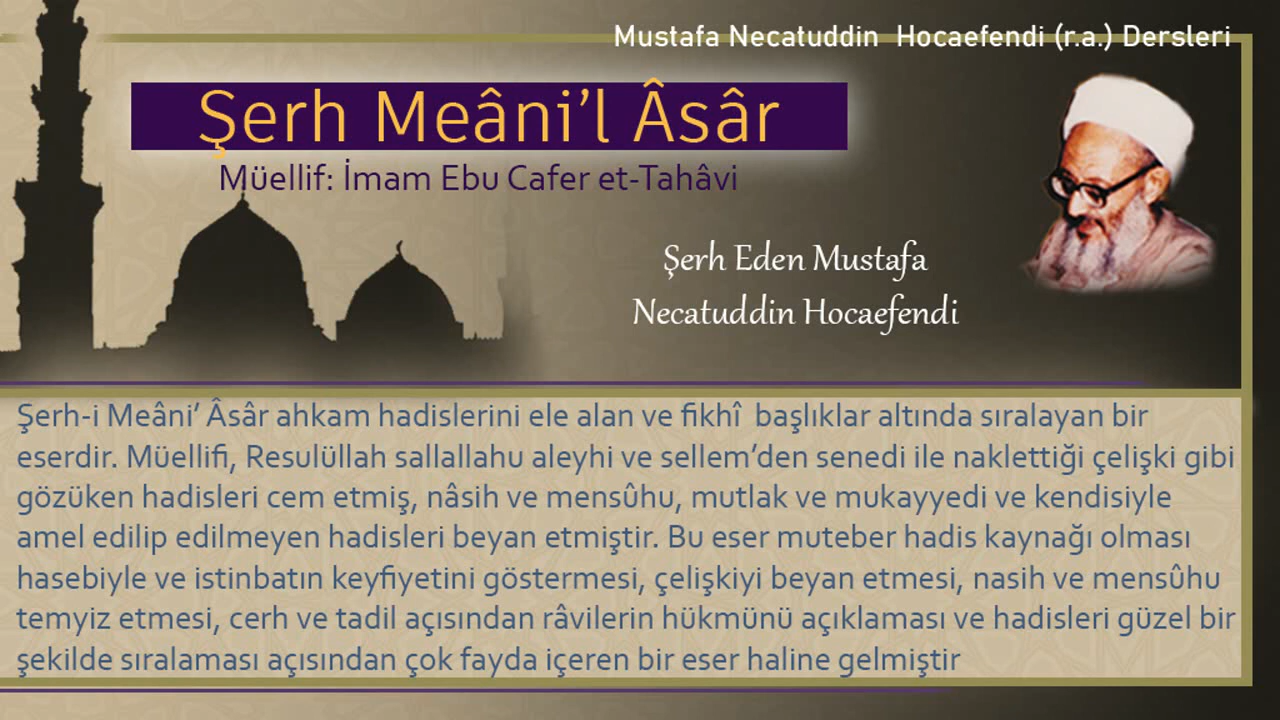 Mustafa Necatuddin Hocaefendi (r.a.) Dersleri
Şerh Meâni’l Âsâr
Müellif: İmam Ebu Cafer et-Tahâvi
Şerh Eden Mustafa
Necatuddin Hocaefendi
Şerh-i Meâni’ Âsâr ahkam hadislerini ele alan ve fikhî başlıklar altında sıralayan bir
eserdir. Müellifi, Resulüllah sallallahu aleyhi ve sellem’den senedi ile naklettiği çelişki gibi
gözüken hadisleri cem etmiş, nâsih ve mensûhu, mutlak ve mukayyedi ve kendisiyle
amel edilip edilmeyen hadisleri beyan etmiştir. Bu eser muteber hadis kaynağı olması
hasebiyle ve istinbatın keyfiyetini göstermesi, çelişkiyi beyan etmesi, nasih ve mensûhu
temyiz etmesi, cerh ve tadil açısından râvilerin hükmünü açıklaması ve hadisleri güzel bir
şekilde sıralaması açısından çok fayda içeren bir eser haline gelmiştir